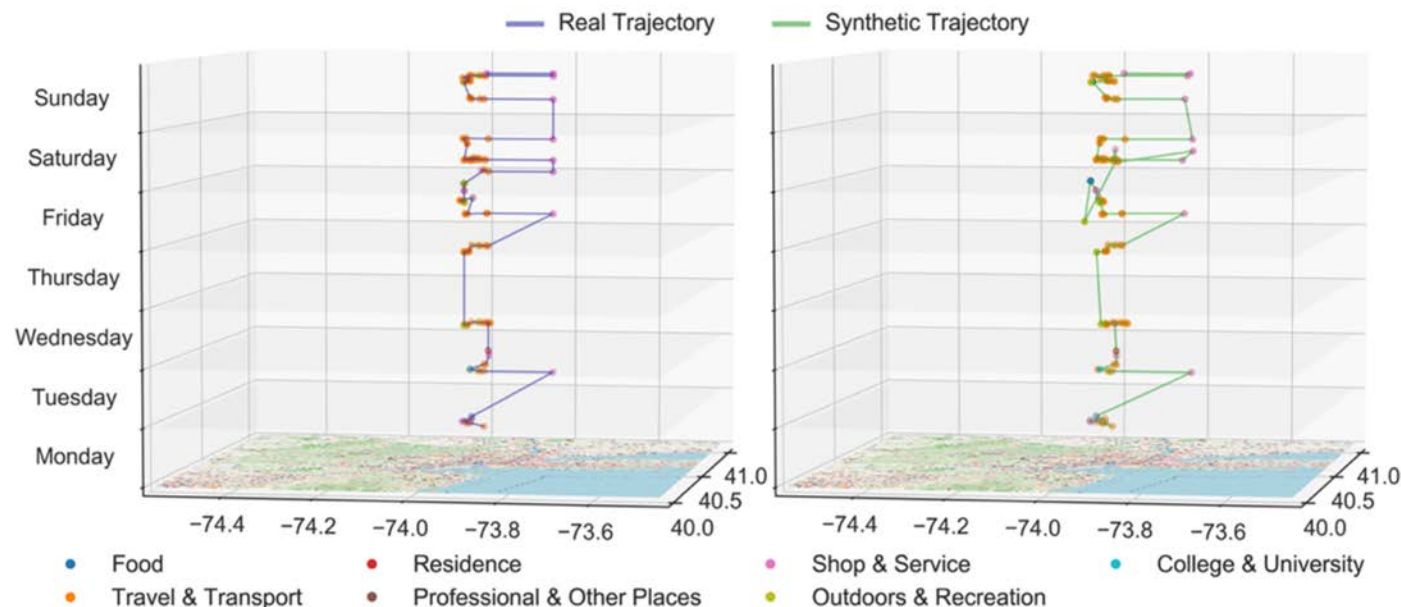 Real Trajectory Synthetic Trajectory
Sunday
Saturday
Friday
Thursday
Wednesday
Tuesday
Monday
41.0 41.0
40.5 40.5
40.0 40.0
−74.4 −74.2 −74.0 −73.8 −73.6 −74.4 −74.2 −74.0 −73.8 −73.6
Food Residence Shop & Service College & University
Travel & Transport Professional & Other Places Outdoors & Recreation